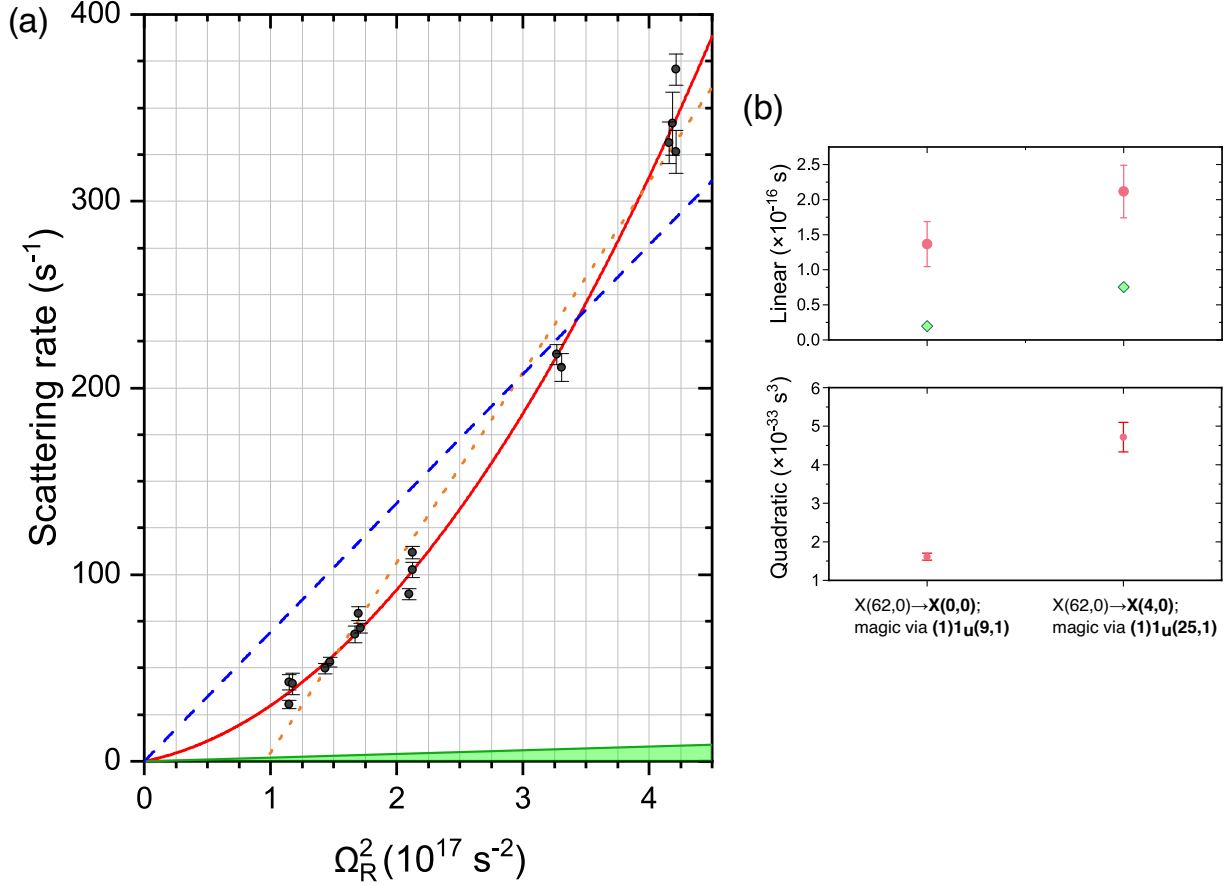 (a)
400
300
200
100
0
Scattering rate (s⁻¹)
0 1 2 3 4
Ω_R² (10¹⁷ s⁻²)
(b)
2.5
2.0
1.5
1.0
0.5
0.0
Linear (×10⁻¹⁶ s)
6
5
4
3
2
1
Quadratic (×10⁻³³ s³)
X(62,0)→X(0,0);
magic via (1)1u(9,1)
X(62,0)→X(4,0);
magic via (1)1u(25,1)